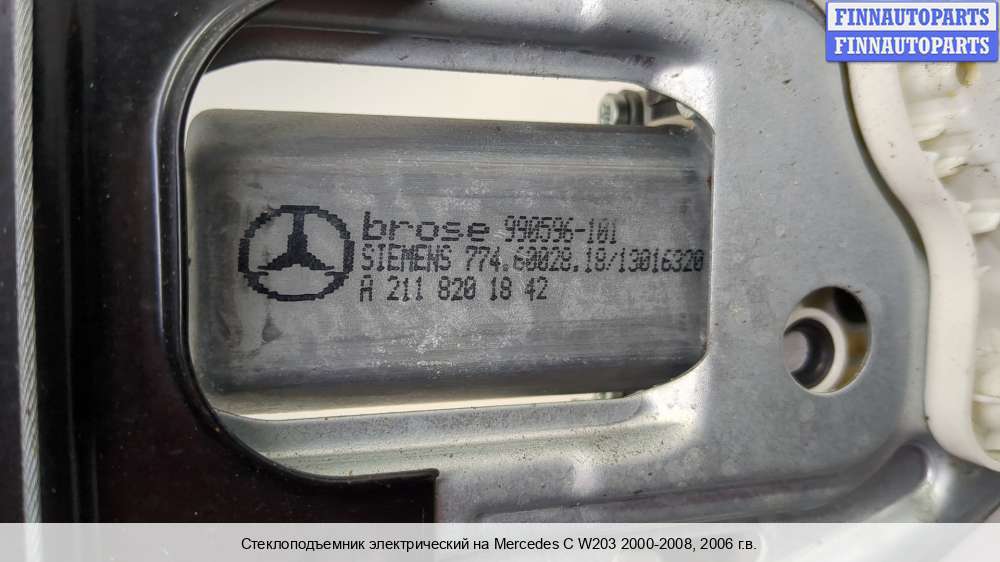 FINNAUTOPARTS
FINNAUTOPARTS
brose 990596-101
SIEMENS 774.60028.18/13016320
A 211 820 18 42
Стеклоподъемник электрический на Mercedes C W203 2000-2008, 2006 г.в.